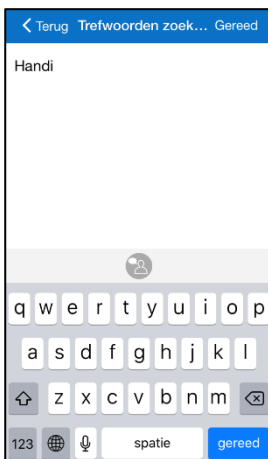 Terug Trefwoorden zoek... Gereed
Handi
q w e r t y u i o p
a s d f g h j k l
z x c v b n m
123 spatie gereed